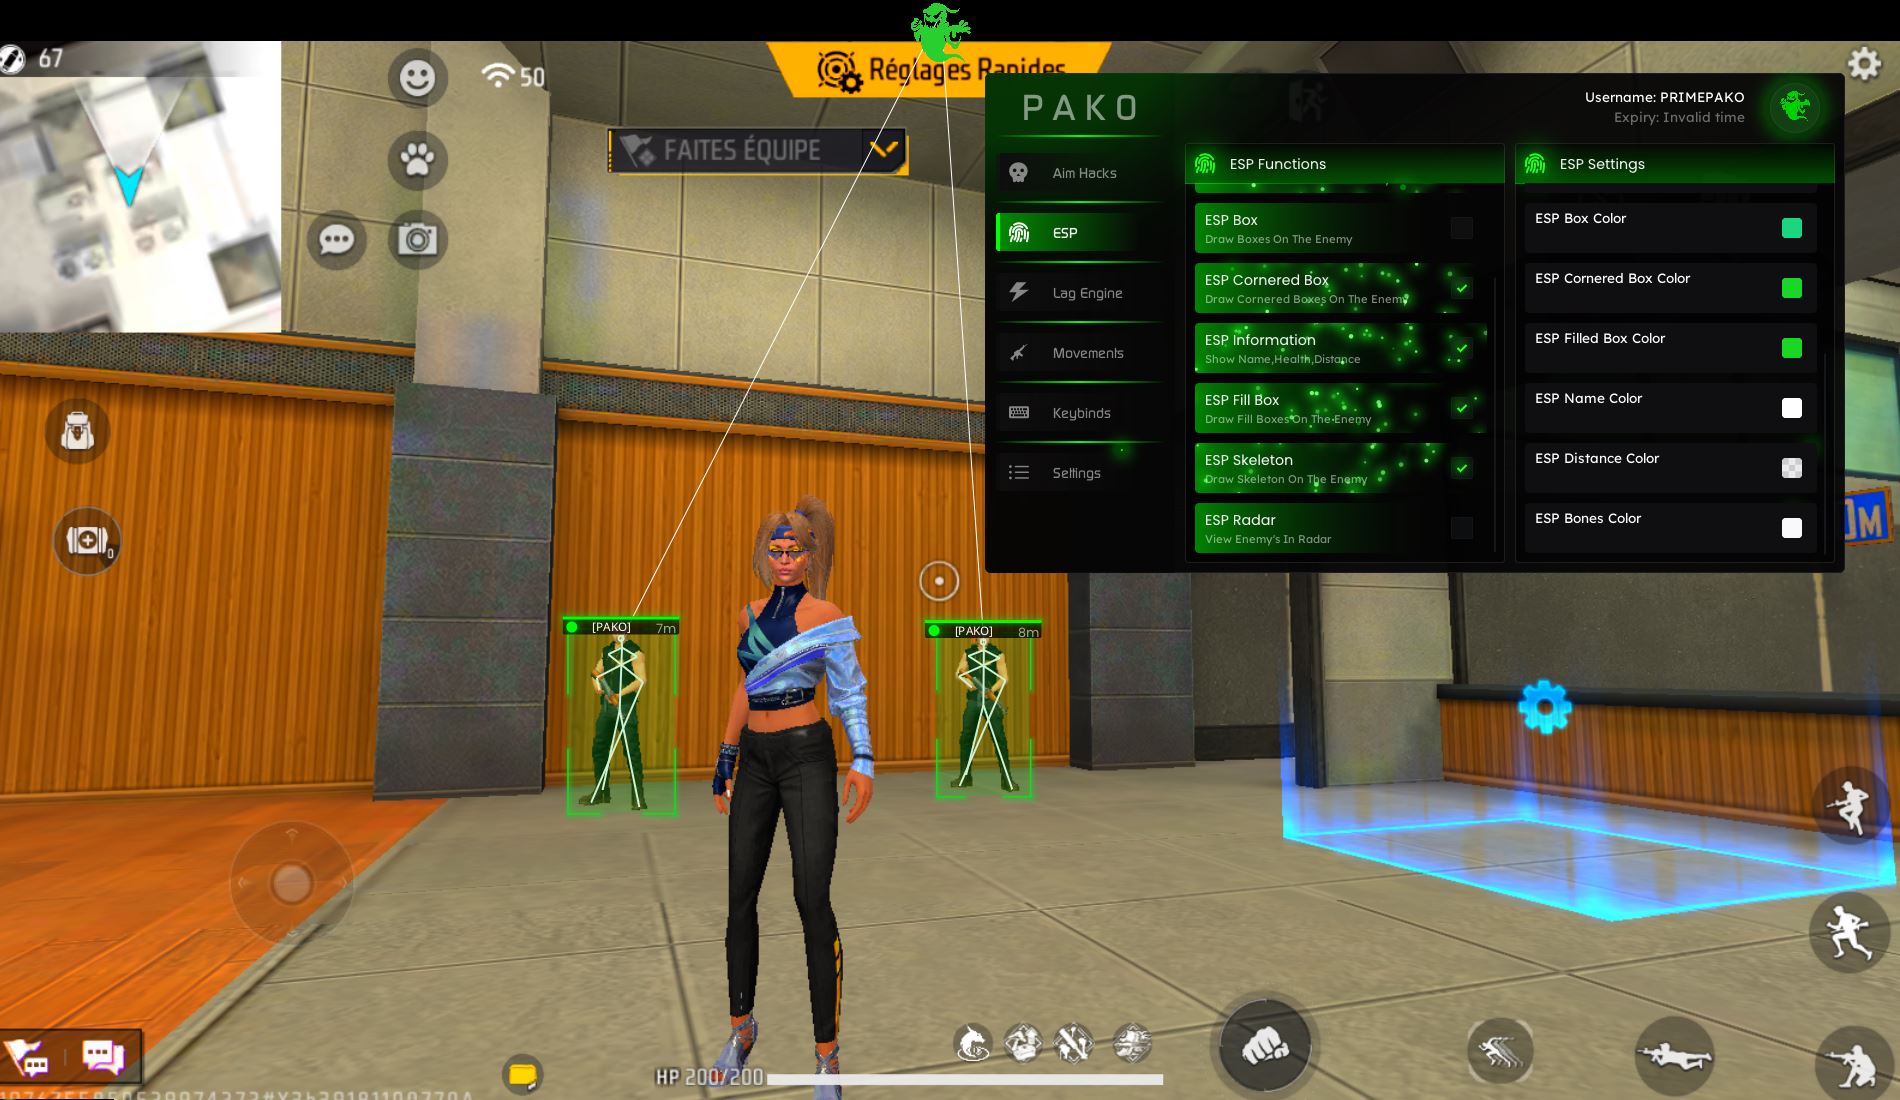 67
50
Réglages Rapides
FAITES ÉQUIPE
PAKO
Username: PRIMEPAKO
Expiry: Invalid time
Aim Hacks
ESP
Lag Engine
Movements
Keybinds
Settings
ESP Functions
ESP Box
Draw Boxes On The Enemy
ESP Cornered Box
Draw Cornered Boxes On The Enemy
ESP Information
Show Name,Health,Distance
ESP Fill Box
Draw Fill Boxes On The Enemy
ESP Skeleton
Draw Skeleton On The Enemy
ESP Radar
View Enemy's In Radar
ESP Settings
ESP Box Color
ESP Cornered Box Color
ESP Filled Box Color
ESP Name Color
ESP Distance Color
ESP Bones Color
0
[PAKO] 7m
[PAKO] 8m
HP 200/200